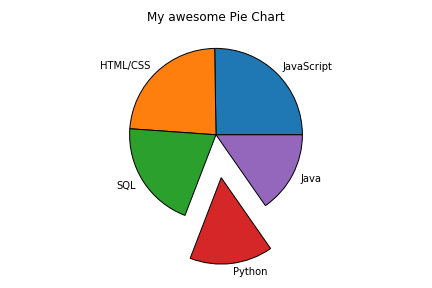 My awesome Pie Chart
HTML/CSS
JavaScript
SQL
Java
Python